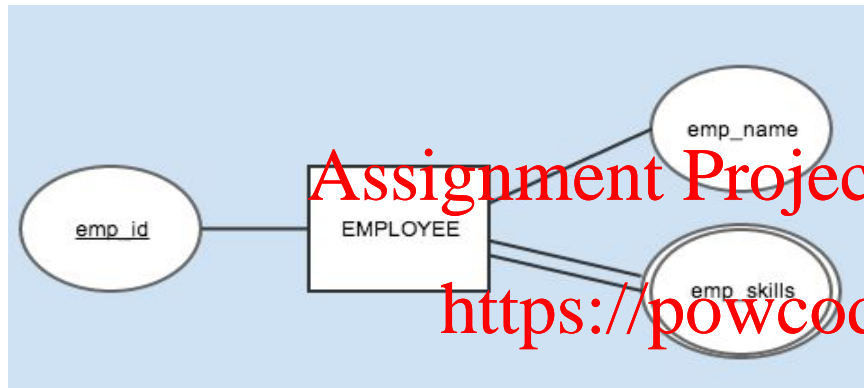 emp_name
Assignment Projec
emp_id
EMPLOYEE
emp_skills
https://powcod